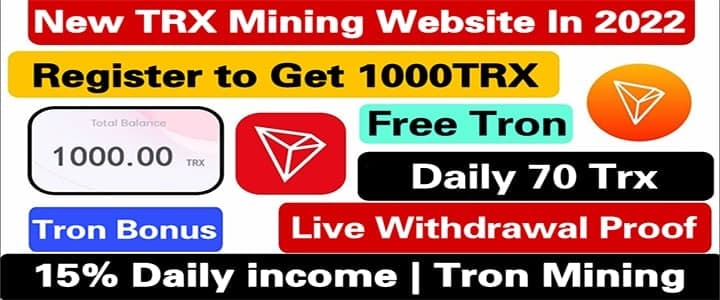 New TRX Mining Website In 2022
Register to Get 1000TRX
Total Balance
1000.00 TRX
Free Tron
Daily 70 Trx
Tron Bonus
Live Withdrawal Proof
15% Daily income | Tron Mining